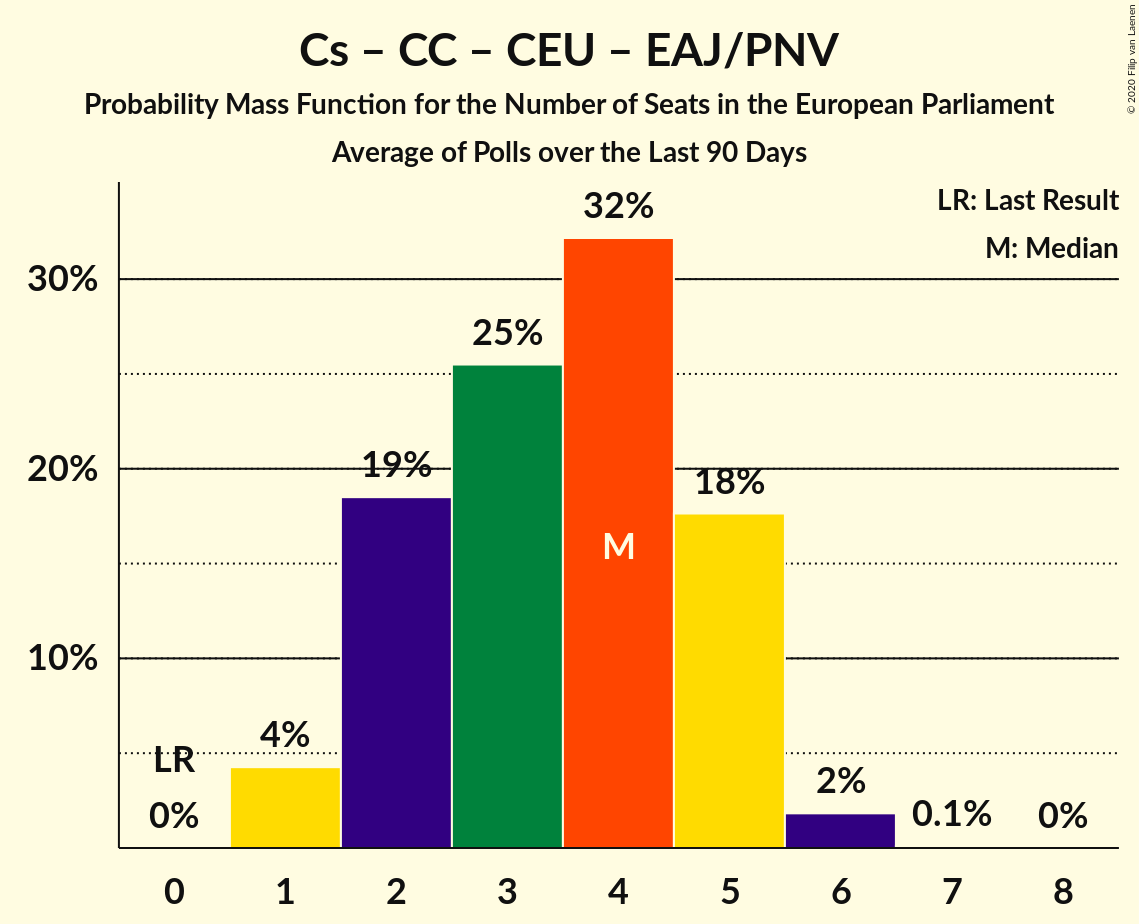 Cs – CC – CEU – EAJ/PNV
Probability Mass Function for the Number of Seats in the European Parliament
Average of Polls over the Last 90 Days
© 2020 Filip van Laenen
LR: Last Result
M: Median
30%
20%
10%
LR
0%
4%
19%
25%
32%
M
18%
2%
0.1%
0%
0 1 2 3 4 5 6 7 8